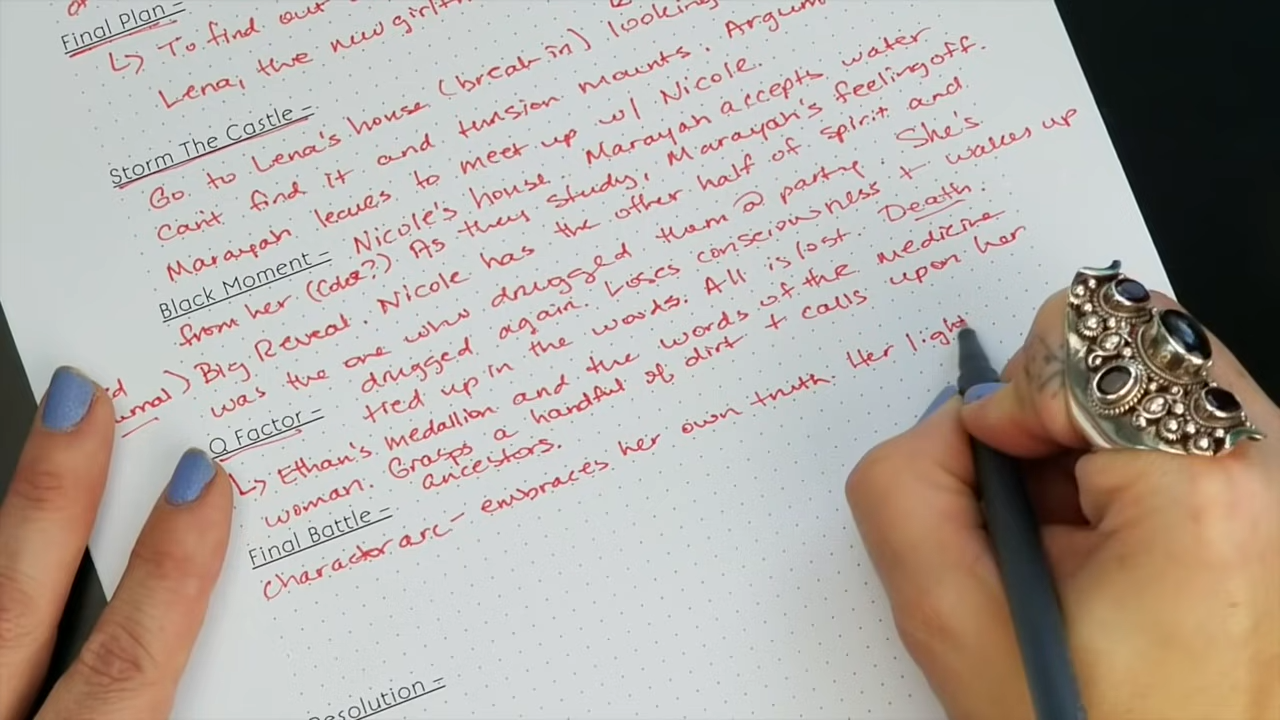 of
Final Plan -
↳ To find out
Lena, the new girl
Storm The Castle -
Go to Lena's house (break in) looking
can't find it and tension mounts. Argum
Marayah leaves to meet up w/ Nicole.
Black Moment - Nicole's house. Marayah accepts water
from her (Coke?) As they study, Marayah's feeling off.
Big Reveal. Nicole has the other half of spirit and
was the one who drugged them @ a party. She's
drugged again. Loses consciousness + wakes up
tied up in the woods. All is lost. Death.
Q Factor -
↳ Ethan's medallion and the words of the medicine
woman. Grasps a handful of dirt + calls upon her
ancestors.
Final Battle -
Character arc - embraces her own truth. Her light
Resolution -